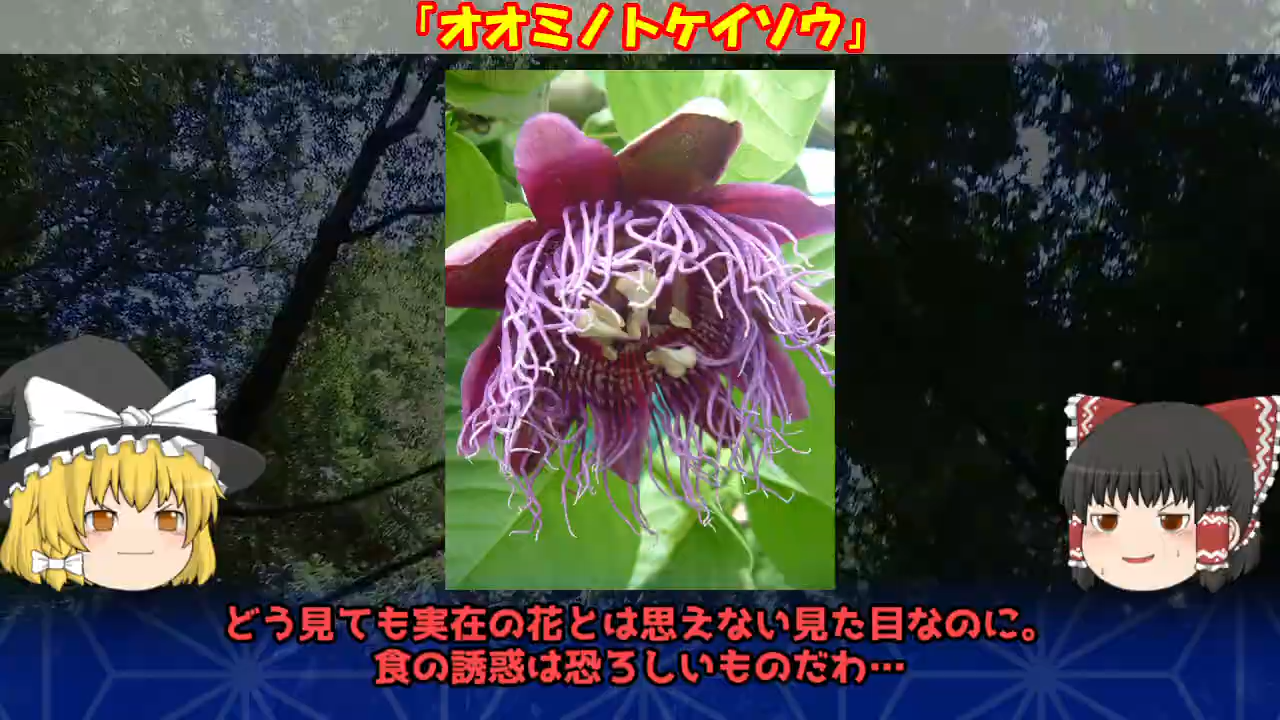 「オオミノトケイソウ」
どう見ても実在の花とは思えない見た目なのに。
食の誘惑は恐ろしいものだわ…